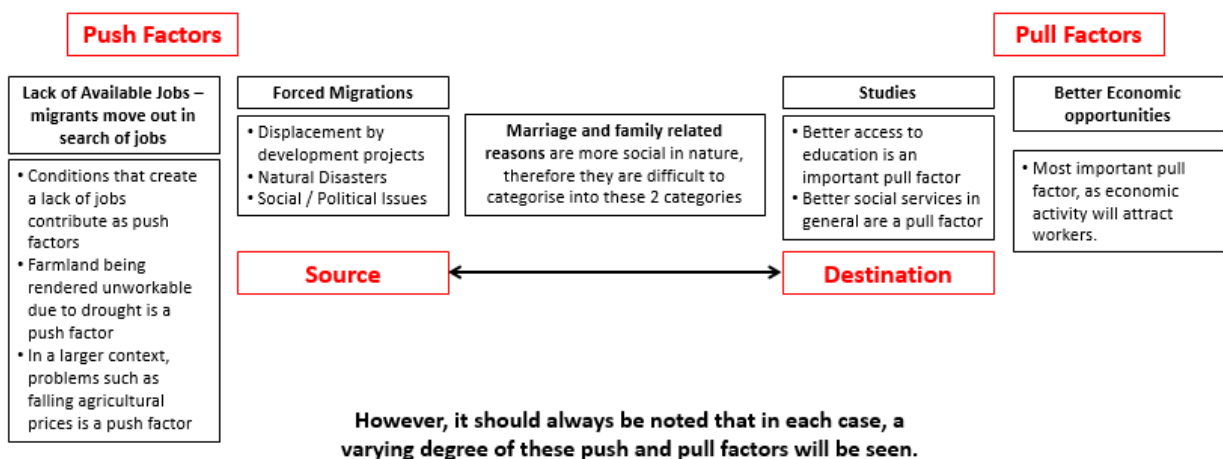 Push Factors
Pull Factors
Lack of Available Jobs –
migrants move out in
search of jobs
• Conditions that create
a lack of jobs
contribute as push
factors
• Farmland being
rendered unworkable
due to drought is a
push factor
• In a larger context,
problems such as
falling agricultural
prices is a push factor
Forced Migrations
• Displacement by
development projects
• Natural Disasters
• Social / Political Issues
Marriage and family related
reasons are more social in nature,
therefore they are difficult to
categorise into these 2 categories
Studies
• Better access to
education is an
important pull factor
• Better social services in
general are a pull factor
Better Economic
opportunities
• Most important pull
factor, as economic
activity will attract
workers.
Source
Destination
However, it should always be noted that in each case, a
varying degree of these push and pull factors will be seen.